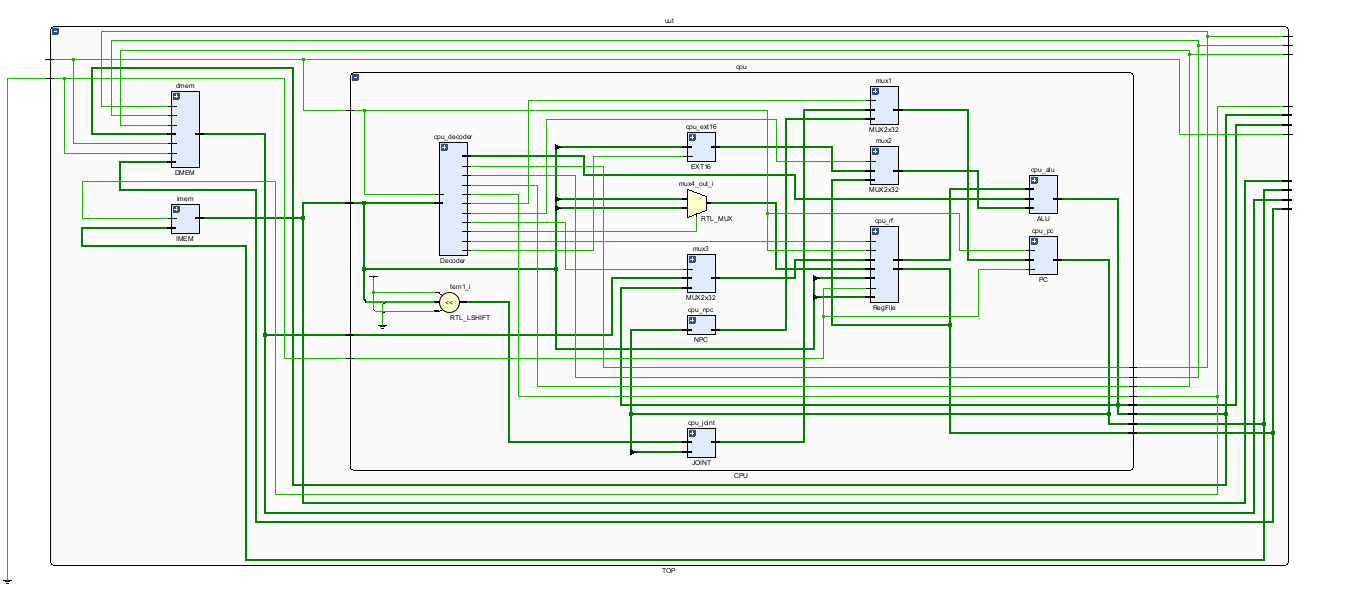 uut
cpu
dmem
DMEM
imem
IMEM
cpu_decoder
Decoder
tem1_i
<<
RTL_LSHIFT
cpu_ext16
EXT16
mux4_out_i
RTL_MUX
mux3
MUX2x32
cpu_npc
NPC
cpu_joint
JOINT
mux1
MUX2x32
mux2
MUX2x32
cpu_rf
RegFile
cpu_alu
ALU
cpu_pc
PC
CPU
TOP